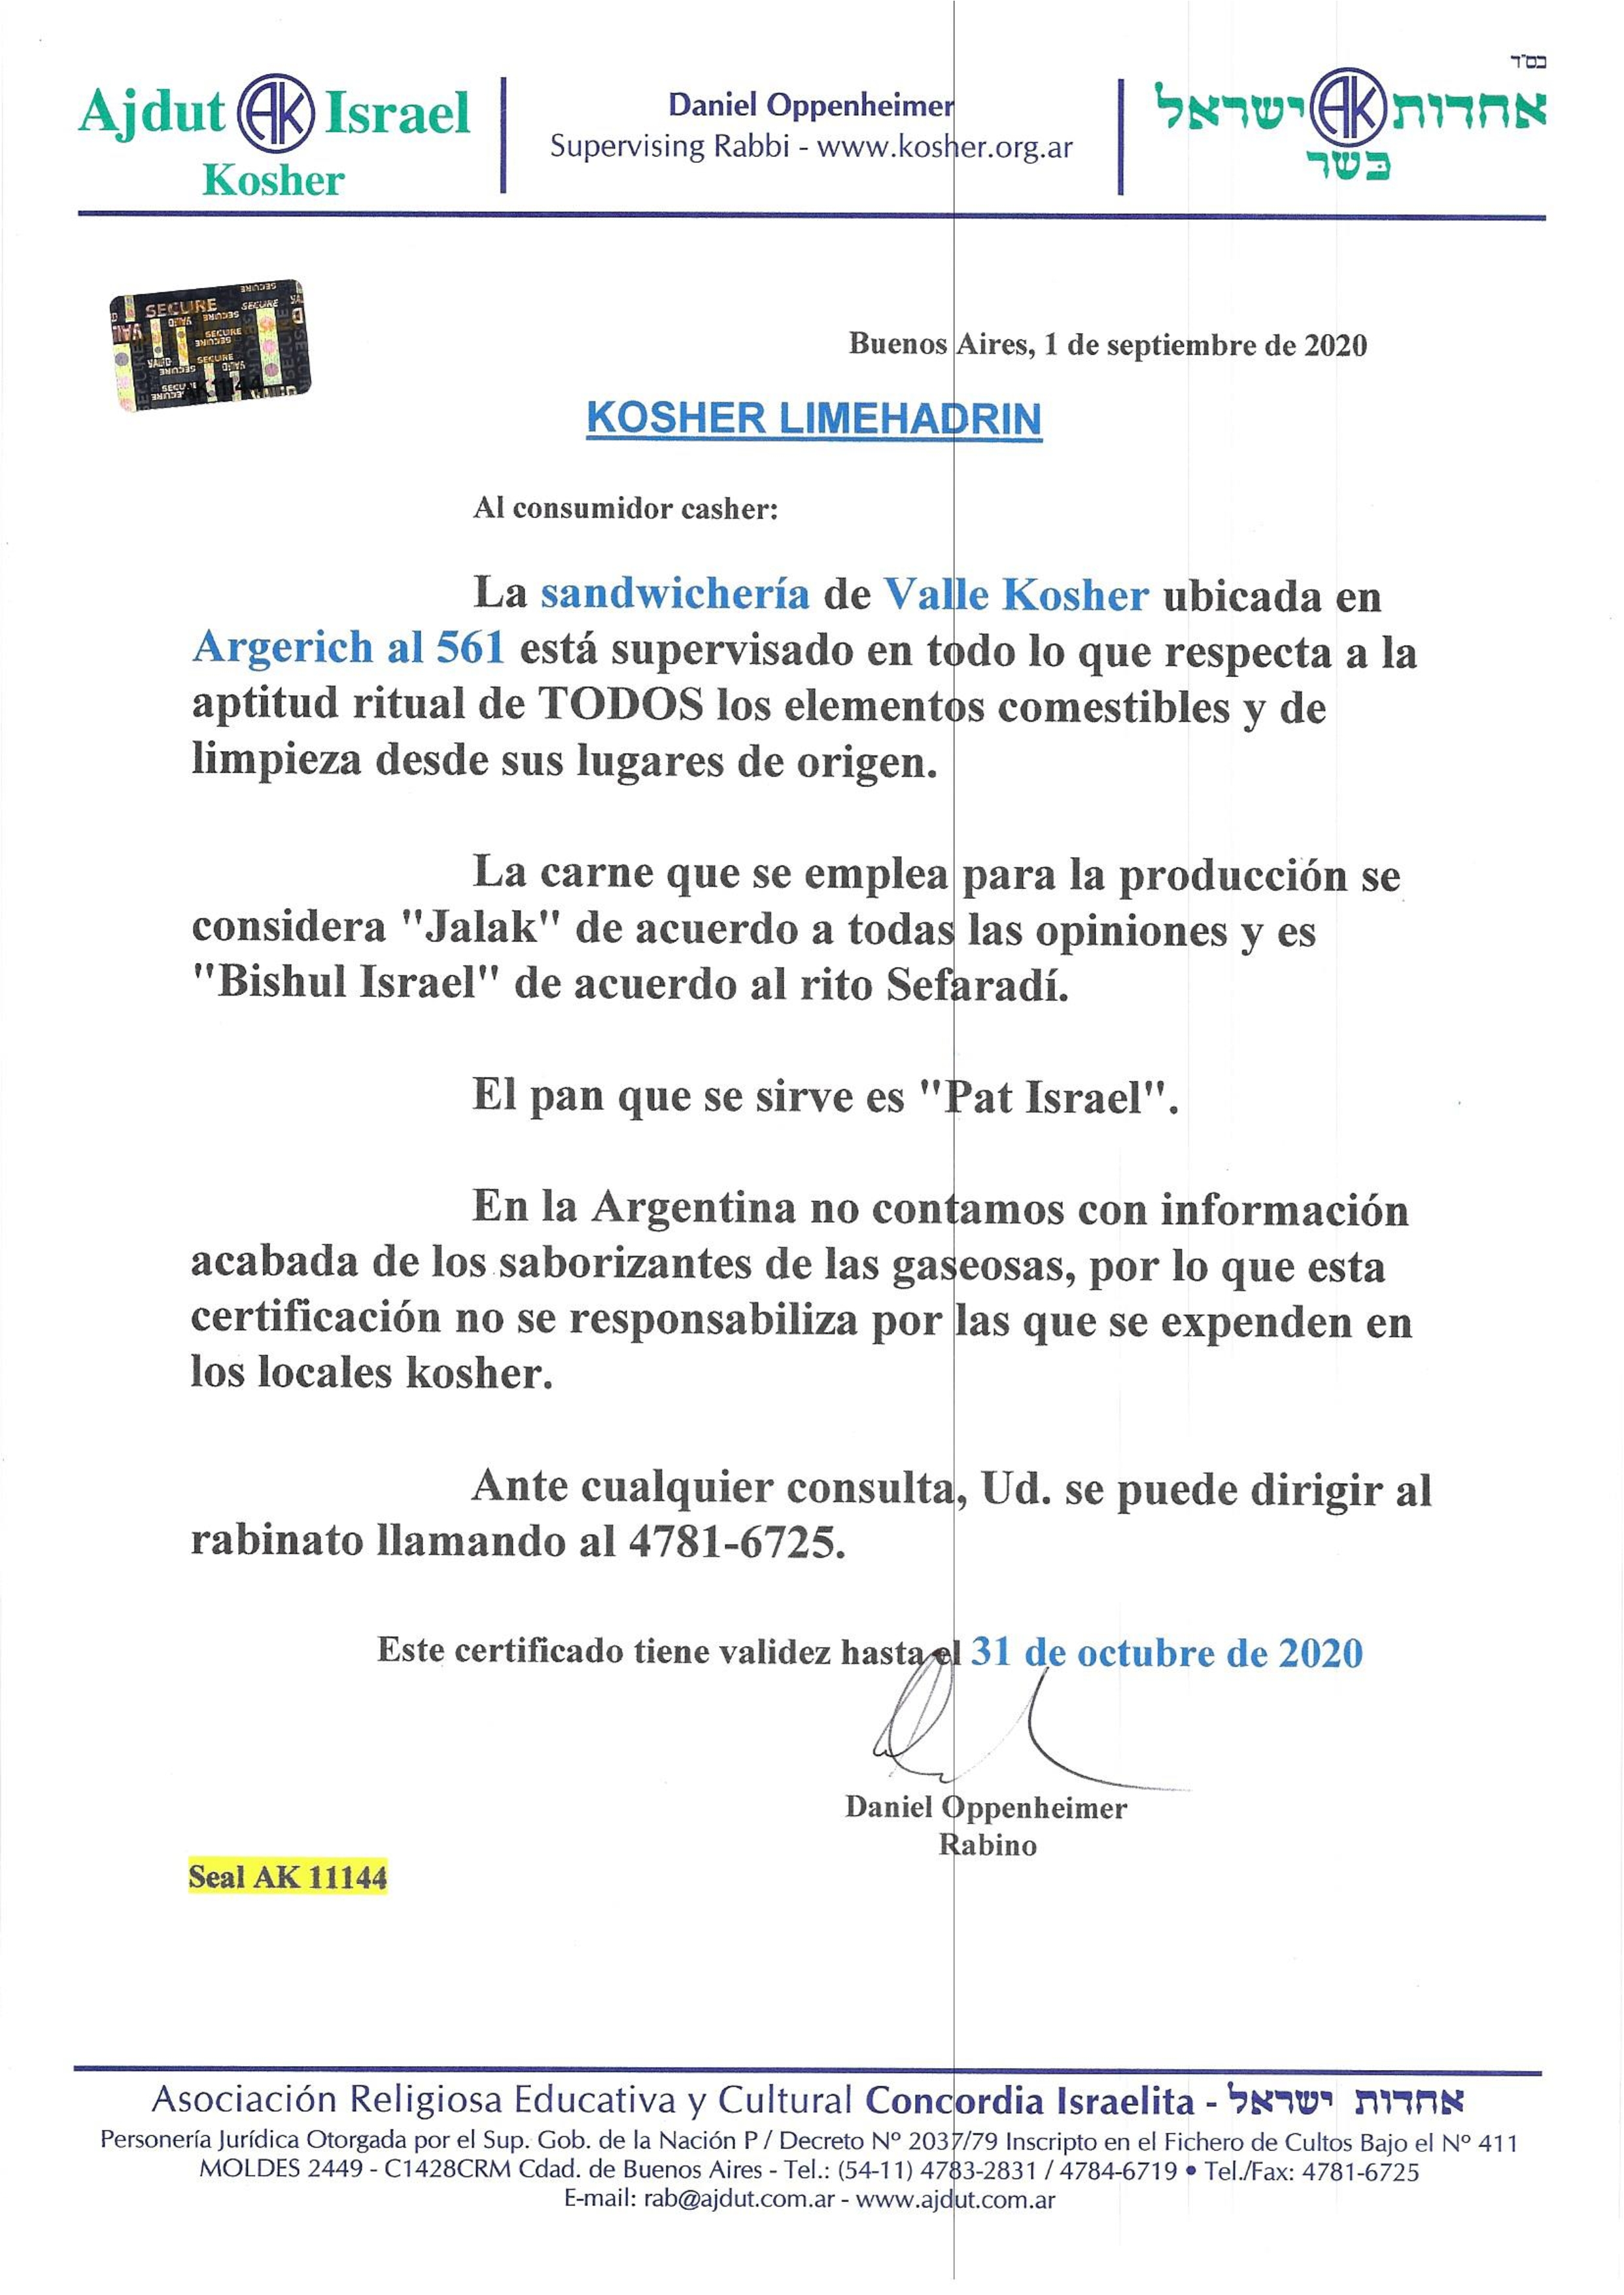 בס"ד
Ajdut AK Israel
Kosher
Daniel Oppenheimer
Supervising Rabbi - www.kosher.org.ar
אחדות AK ישראל
בשר
SECURE
SECURE
VALID
SECURE
AK 11144
Buenos Aires, 1 de septiembre de 2020
KOSHER LIMEHADRIN
Al consumidor casher:
La sandwichería de Valle Kosher ubicada en
Argerich al 561 está supervisado en todo lo que respecta a la
aptitud ritual de TODOS los elementos comestibles y de
limpieza desde sus lugares de origen.
La carne que se emplea para la producción se
considera "Jalak" de acuerdo a todas las opiniones y es
"Bishul Israel" de acuerdo al rito Sefaradí.
El pan que se sirve es "Pat Israel".
En la Argentina no contamos con información
acabada de los saborizantes de las gaseosas, por lo que esta
certificación no se responsabiliza por las que se expenden en
los locales kosher.
Ante cualquier consulta, Ud. se puede dirigir al
rabinato llamando al 4781-6725.
Este certificado tiene validez hasta el 31 de octubre de 2020
Daniel Oppenheimer
Rabino
Seal AK 11144
Asociación Religiosa Educativa y Cultural Concordia Israelita - אחדות ישראל
Personería Jurídica Otorgada por el Sup. Gob. de la Nación P / Decreto Nº 2037/79 Inscripto en el Fichero de Cultos Bajo el Nº 411
MOLDES 2449 - C1428CRM Cdad. de Buenos Aires - Tel.: (54-11) 4783-2831 / 4784-6719 • Tel./Fax: 4781-6725
E-mail: rab@ajdut.com.ar - www.ajdut.com.ar